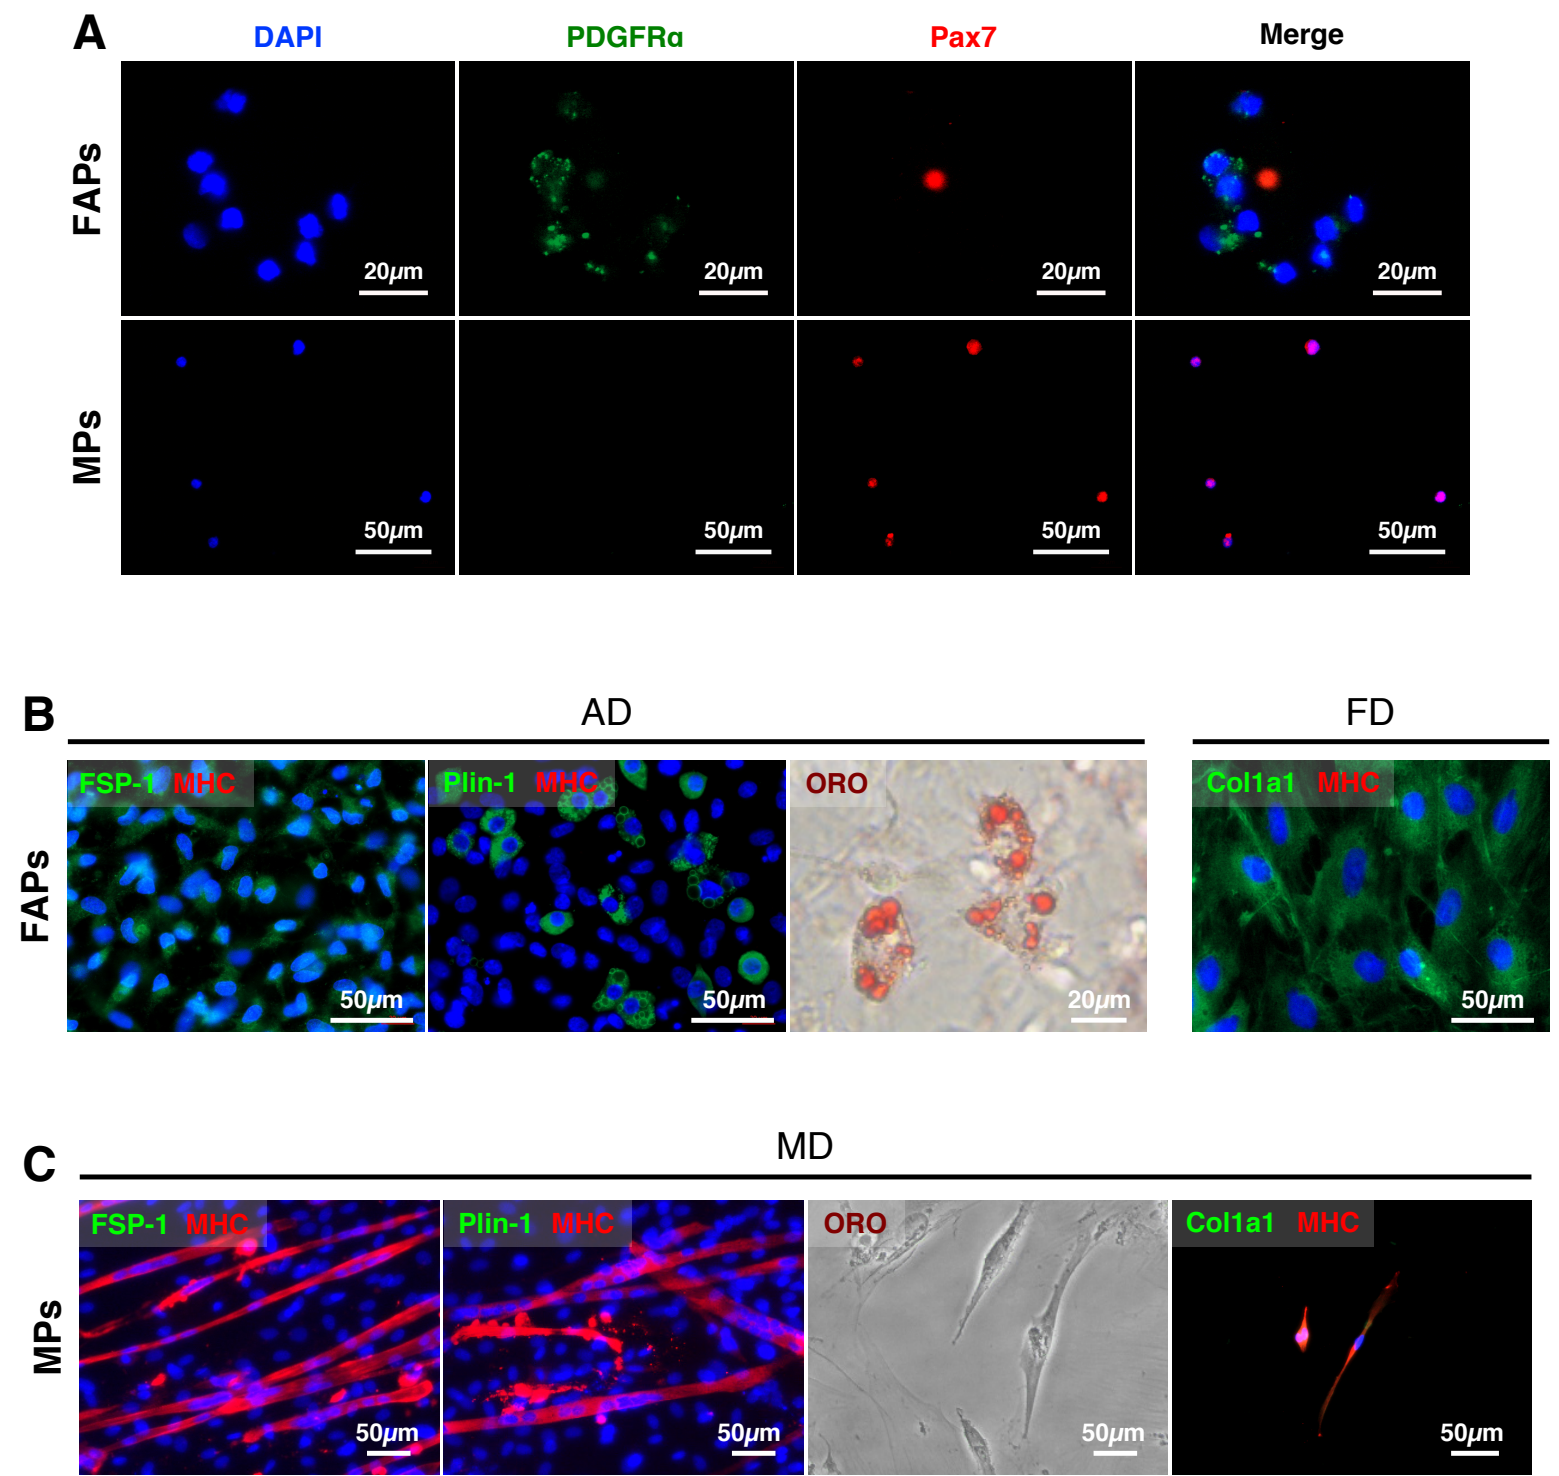 A
DAPI PDGFRα Pax7 Merge
FAPs
20µm 20µm 20µm 20µm
MPs
50µm 50µm 50µm 50µm
B
AD FD
FAPs
FSP-1 MHC Plin-1 MHC ORO Col1a1 MHC
50µm 50µm 20µm 50µm
C
MD
MPs
FSP-1 MHC Plin-1 MHC ORO Col1a1 MHC
50µm 50µm 50µm 50µm